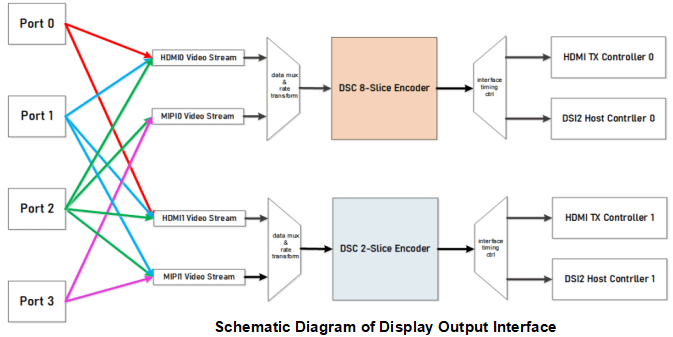 Port 0
Port 1
Port 2
Port 3
HDMI0 Video Stream
MIPI0 Video Stream
HDMI1 Video Stream
MIPI1 Video Stream
data mux
&
rate
transform
DSC 8-Slice Encoder
interface
timing
ctrl
HDMI TX Controller 0
DSI2 Host Contrller 0
data mux
&
rate
transform
DSC 2-Slice Encoder
interface
timing
ctrl
HDMI TX Controller 1
DSI2 Host Contrller 1
Schematic Diagram of Display Output Interface